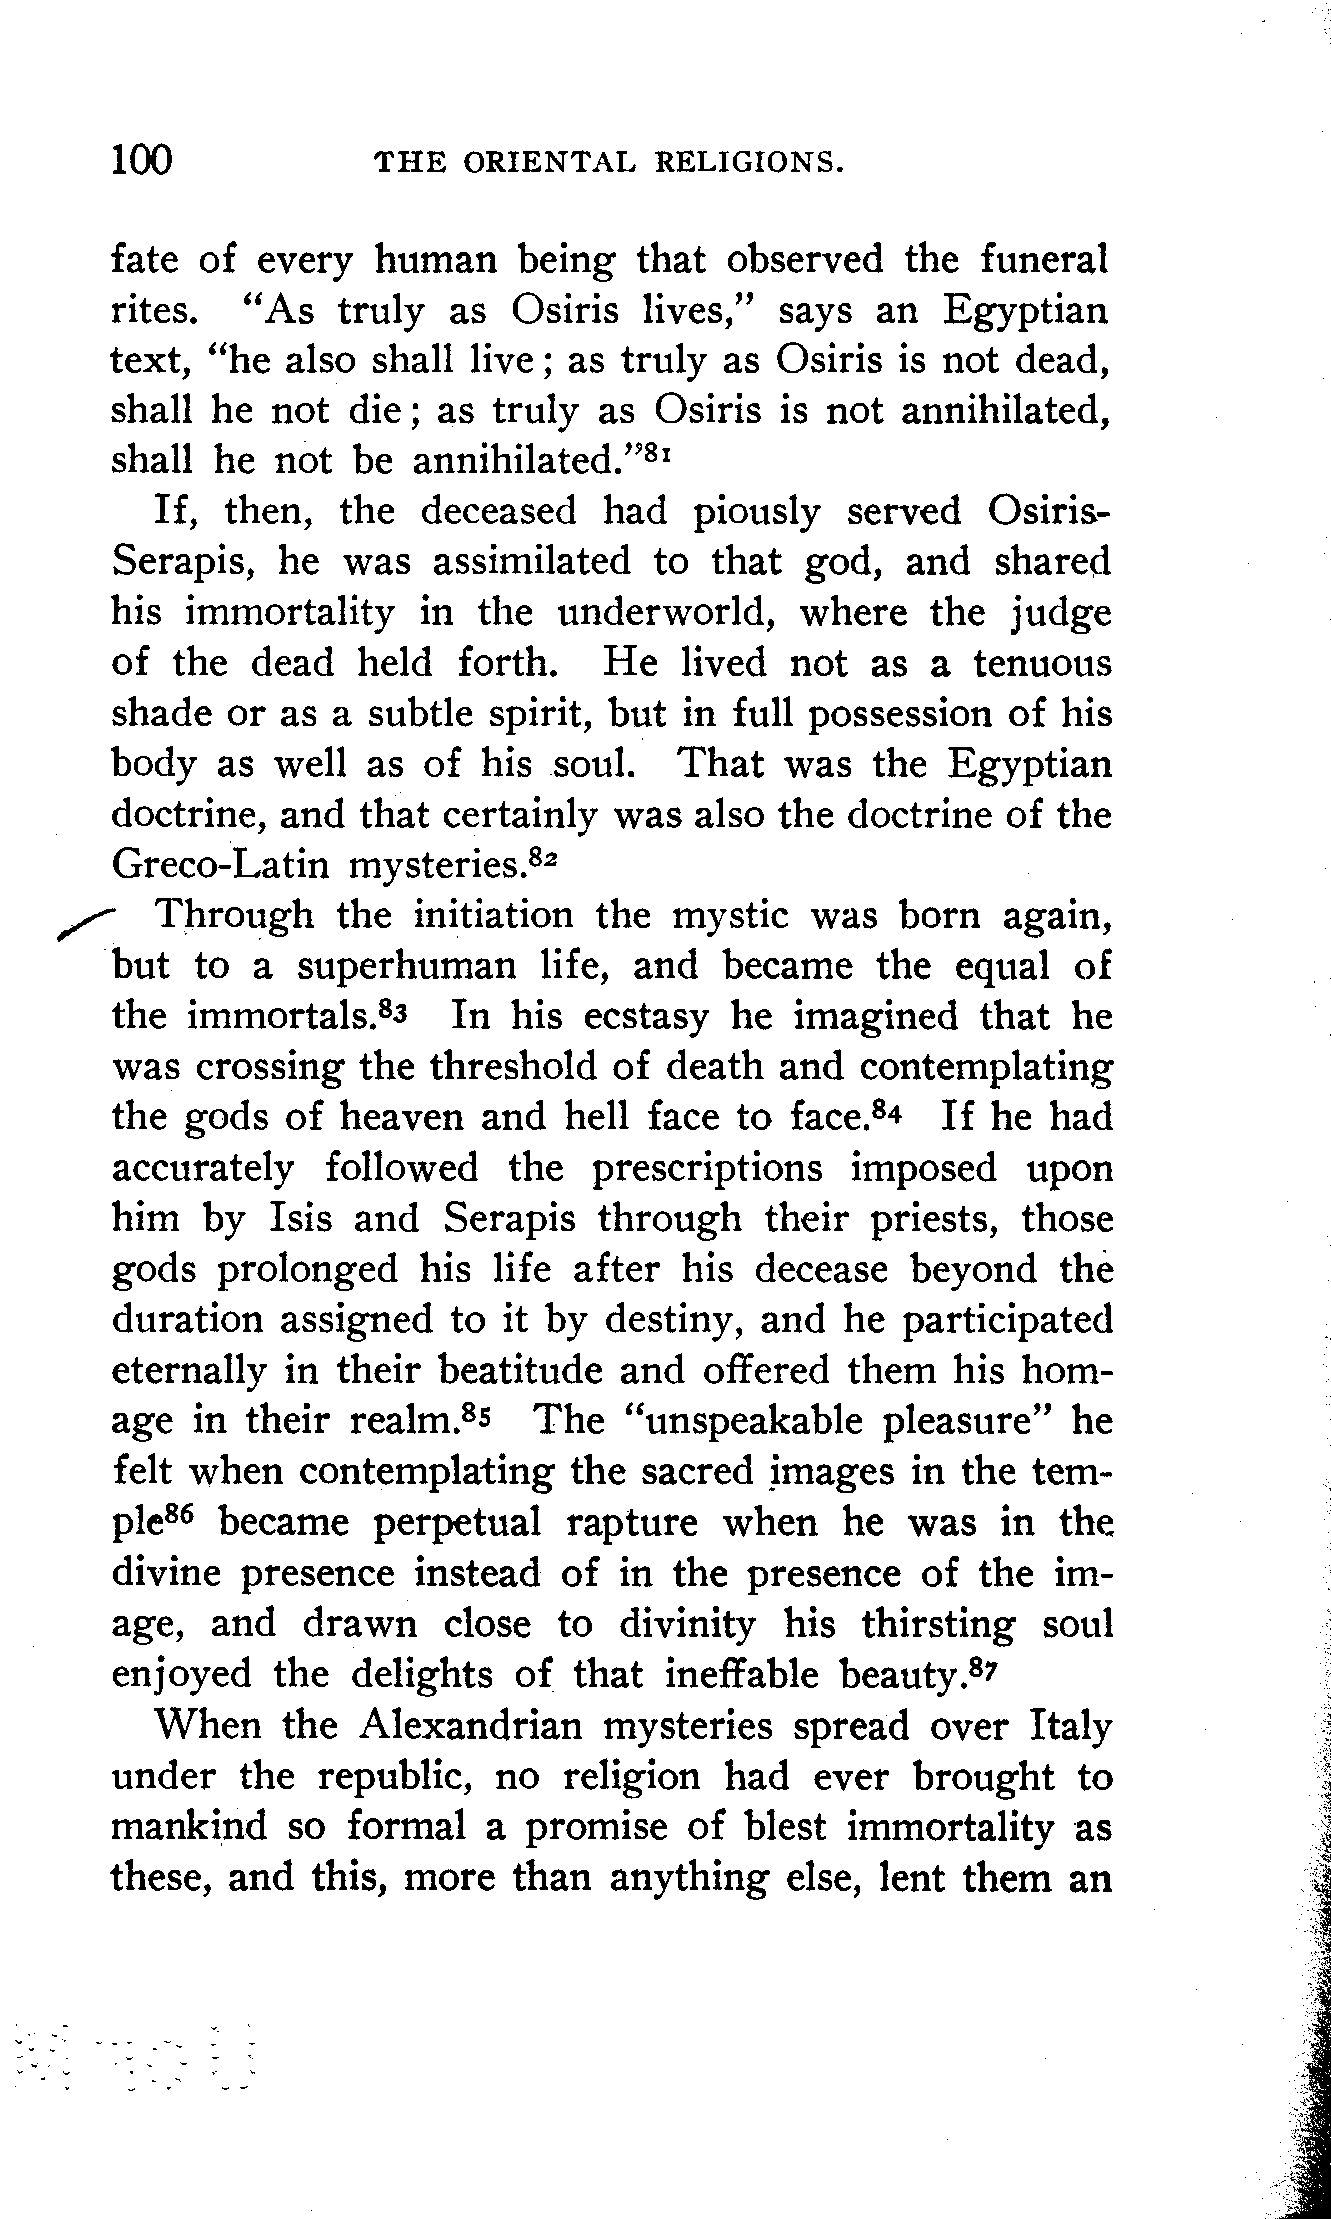 100 THE ORIENTAL RELIGIONS.
fate of every human being that observed the funeral
rites. "As truly as Osiris lives," says an Egyptian
text, "he also shall live; as truly as Osiris is not dead,
shall he not die; as truly as Osiris is not annihilated,
shall he not be annihilated."81
If, then, the deceased had piously served Osiris-
Serapis, he was assimilated to that god, and shared
his immortality in the underworld, where the judge
of the dead held forth. He lived not as a tenuous
shade or as a subtle spirit, but in full possession of his
body as well as of his soul. That was the Egyptian
doctrine, and that certainly was also the doctrine of the
Greco-Latin mysteries.82
Through the initiation the mystic was born again,
but to a superhuman life, and became the equal of
the immortals.83 In his ecstasy he imagined that he
was crossing the threshold of death and contemplating
the gods of heaven and hell face to face.84 If he had
accurately followed the prescriptions imposed upon
him by Isis and Serapis through their priests, those
gods prolonged his life after his decease beyond the
duration assigned to it by destiny, and he participated
eternally in their beatitude and offered them his hom-
age in their realm.85 The "unspeakable pleasure" he
felt when contemplating the sacred images in the tem-
ple86 became perpetual rapture when he was in the
divine presence instead of in the presence of the im-
age, and drawn close to divinity his thirsting soul
enjoyed the delights of that ineffable beauty.87
When the Alexandrian mysteries spread over Italy
under the republic, no religion had ever brought to
mankind so formal a promise of blest immortality as
these, and this, more than anything else, lent them an